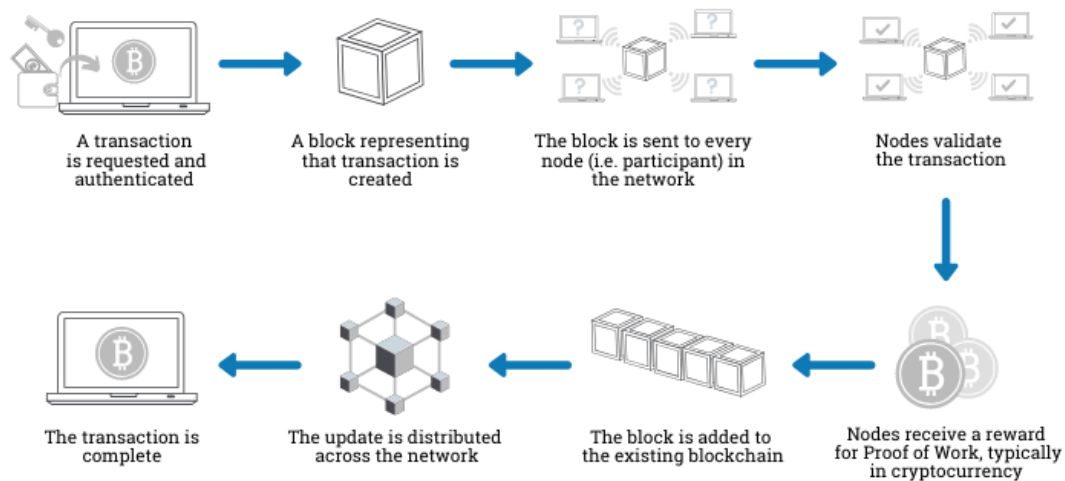 A transaction
is requested and
authenticated
A block representing
that transaction is
created
The block is sent to every
node (i.e. participant) in
the network
Nodes validate
the transaction
Nodes receive a reward
for Proof of Work, typically
in cryptocurrency
The block is added to
the existing blockchain
The update is distributed
across the network
The transaction is
complete